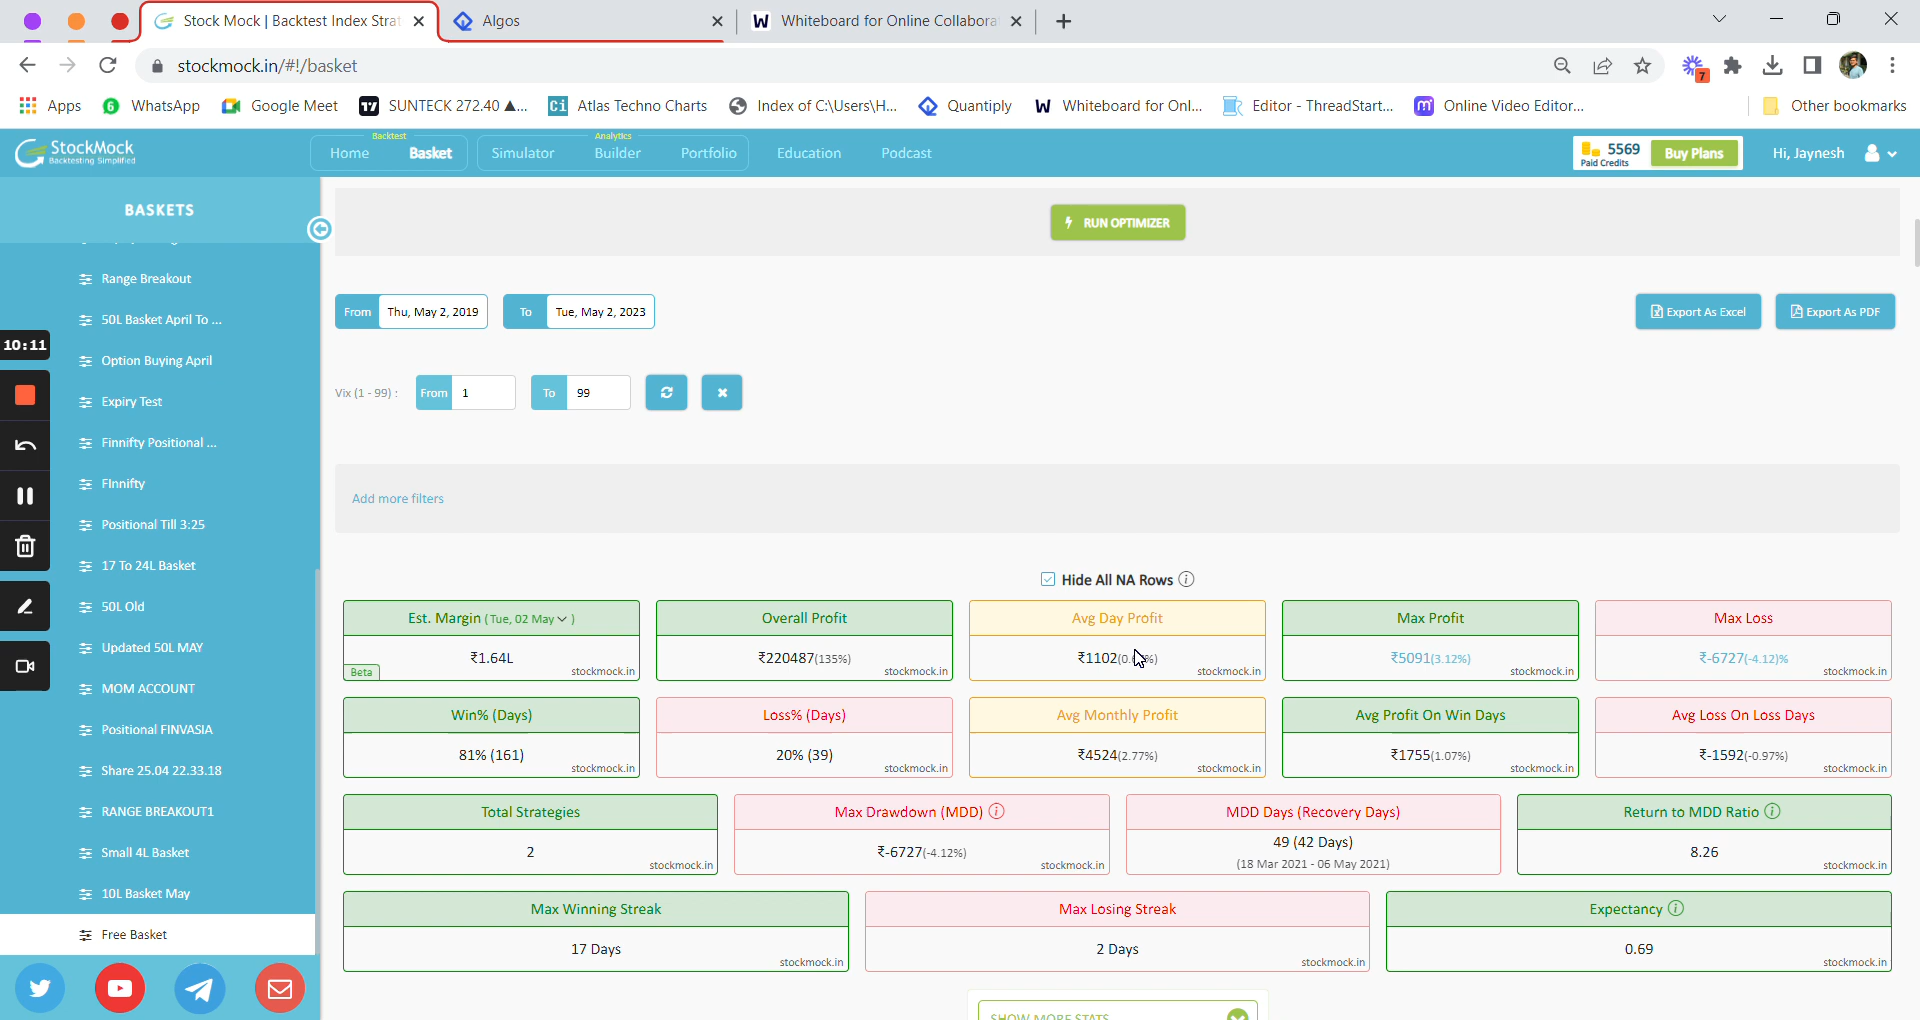 Stock Mock | Backtest Index Strat
Algos
Whiteboard for Online Collabora
stockmock.in/#!/basket
7
Apps
WhatsApp
Google Meet
SUNTECK 272.40 ▲...
Atlas Techno Charts
Index of C:\Users\H...
Quantiply
Whiteboard for Onl...
Editor - ThreadStart...
Online Video Editor...
Other bookmarks
StockMock
Backtesting Simplified
Backtest
Home
Basket
Analytics
Simulator
Builder
Portfolio
Education
Podcast
5569
Paid Credits
Buy Plans
Hi, Jaynesh
BASKETS
Range Breakout
50L Basket April To ...
Option Buying April
Expiry Test
Finnifty Positional ...
FInnifty
Positional Till 3:25
17 To 24L Basket
50L Old
Updated 50L MAY
MOM ACCOUNT
Positional FINVASIA
Share 25.04 22.33.18
RANGE BREAKOUT1
Small 4L Basket
10L Basket May
Free Basket
10:11
RUN OPTIMIZER
From Thu, May 2, 2019
To Tue, May 2, 2023
Export As Excel
Export As PDF
Vix (1 - 99) :
From 1
To 99
Add more filters
Hide All NA Rows
Est. Margin (Tue, 02 May)
₹1.64L
Beta
stockmock.in
Overall Profit
₹220487(135%)
stockmock.in
Avg Day Profit
₹1102
stockmock.in
Max Profit
₹5091(3.12%)
stockmock.in
Max Loss
₹-6727(-4.12)%
stockmock.in
Win% (Days)
81% (161)
stockmock.in
Loss% (Days)
20% (39)
stockmock.in
Avg Monthly Profit
₹4524(2.77%)
stockmock.in
Avg Profit On Win Days
₹1755(1.07%)
stockmock.in
Avg Loss On Loss Days
₹-1592(-0.97%)
stockmock.in
Total Strategies
2
stockmock.in
Max Drawdown (MDD)
₹-6727(-4.12%)
stockmock.in
MDD Days (Recovery Days)
49 (42 Days)
(18 Mar 2021 - 06 May 2021)
Return to MDD Ratio
8.26
stockmock.in
Max Winning Streak
17 Days
stockmock.in
Max Losing Streak
2 Days
stockmock.in
Expectancy
0.69
stockmock.in
SHOW MORE STATS